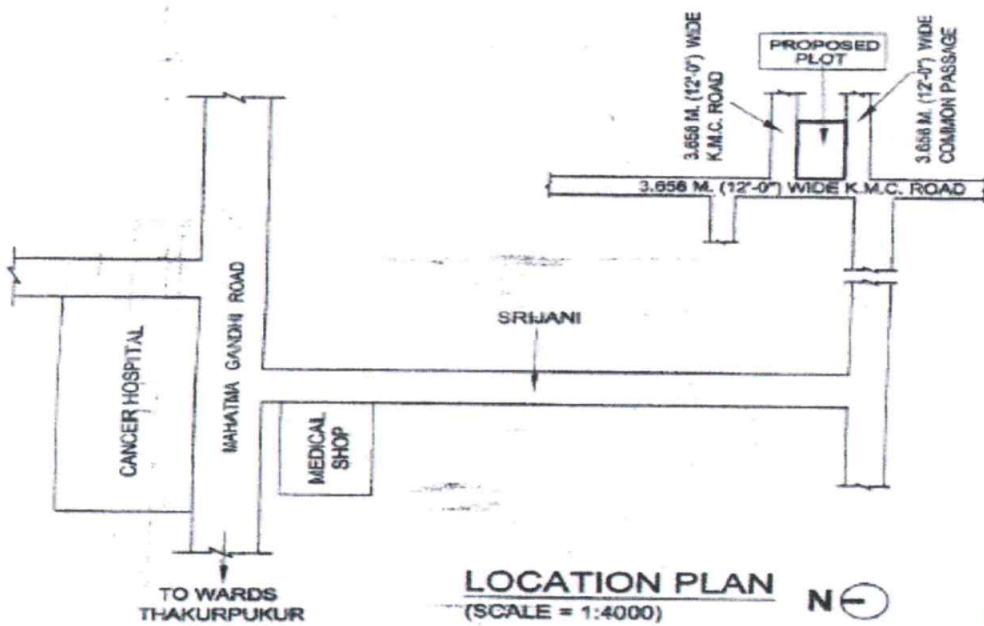 PROPOSED
PLOT
3.658 M. (12'-0") WIDE
K.M.C. ROAD
3.658 M. (12'-0") WIDE
COMMON PASSAGE
3.658 M. (12'-0") WIDE K.M.C. ROAD
MAHATMA GANDHI ROAD
SRIJANI
CANCER HOSPITAL
MEDICAL
SHOP
TO WARDS
THAKURPUKUR
LOCATION PLAN
(SCALE = 1:4000)
N